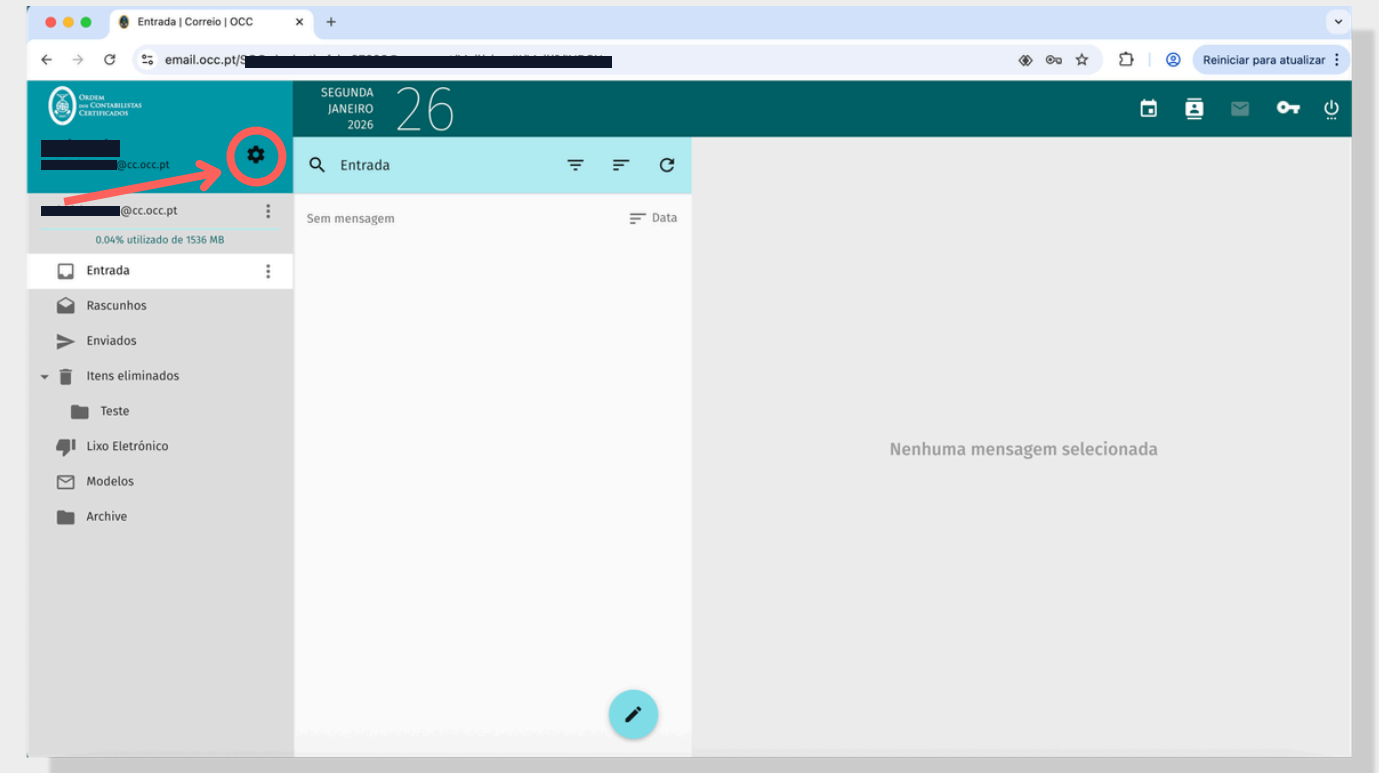 Entrada | Correio | OCC
email.occ.pt/S
Reiniciar para atualizar
ORDEM
DOS CONTABILISTAS
CERTIFICADOS
SEGUNDA
JANEIRO
2026
26
@cc.occ.pt
Entrada
@cc.occ.pt
0.04% utilizado de 1536 MB
Sem mensagem
Data
Entrada
Rascunhos
Enviados
Itens eliminados
Teste
Lixo Eletrónico
Modelos
Archive
Nenhuma mensagem selecionada